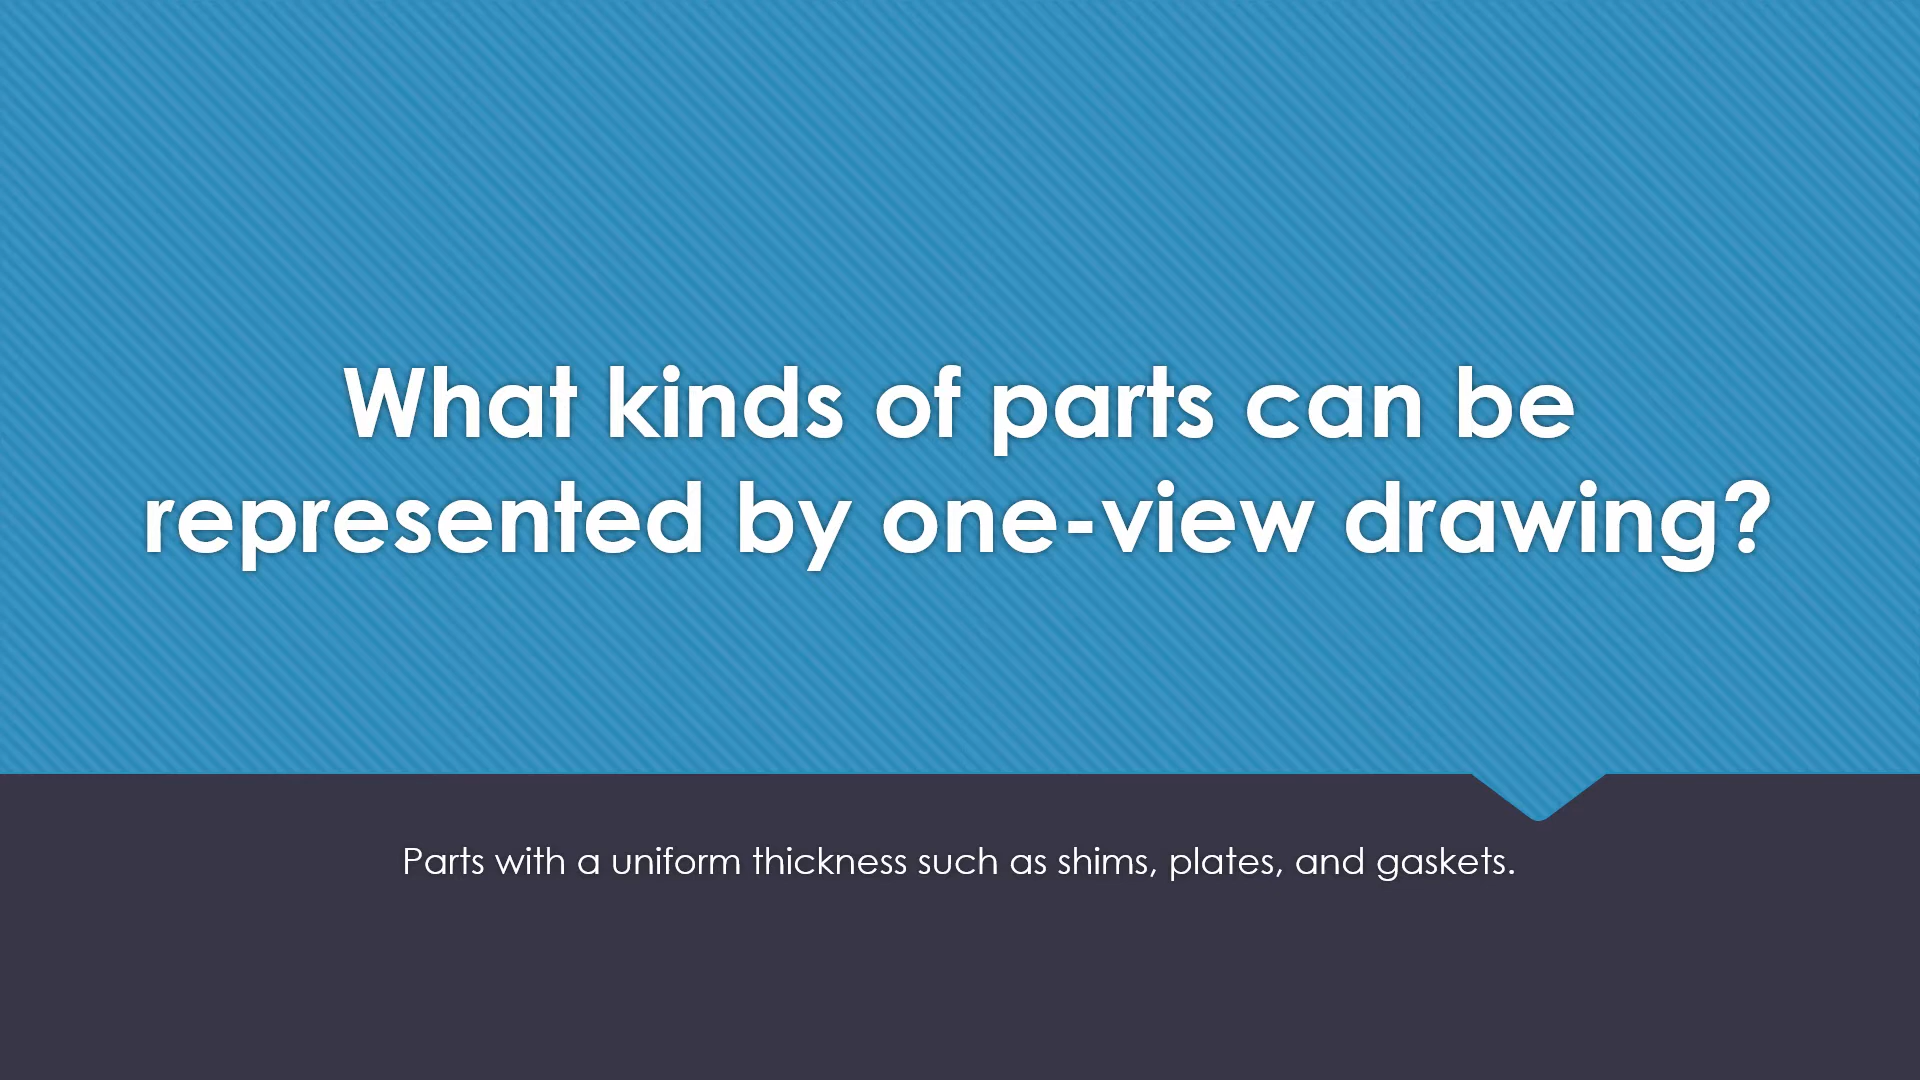 What kinds of parts can be
represented by one-view drawing?
Parts with a uniform thickness such as shims, plates, and gaskets.